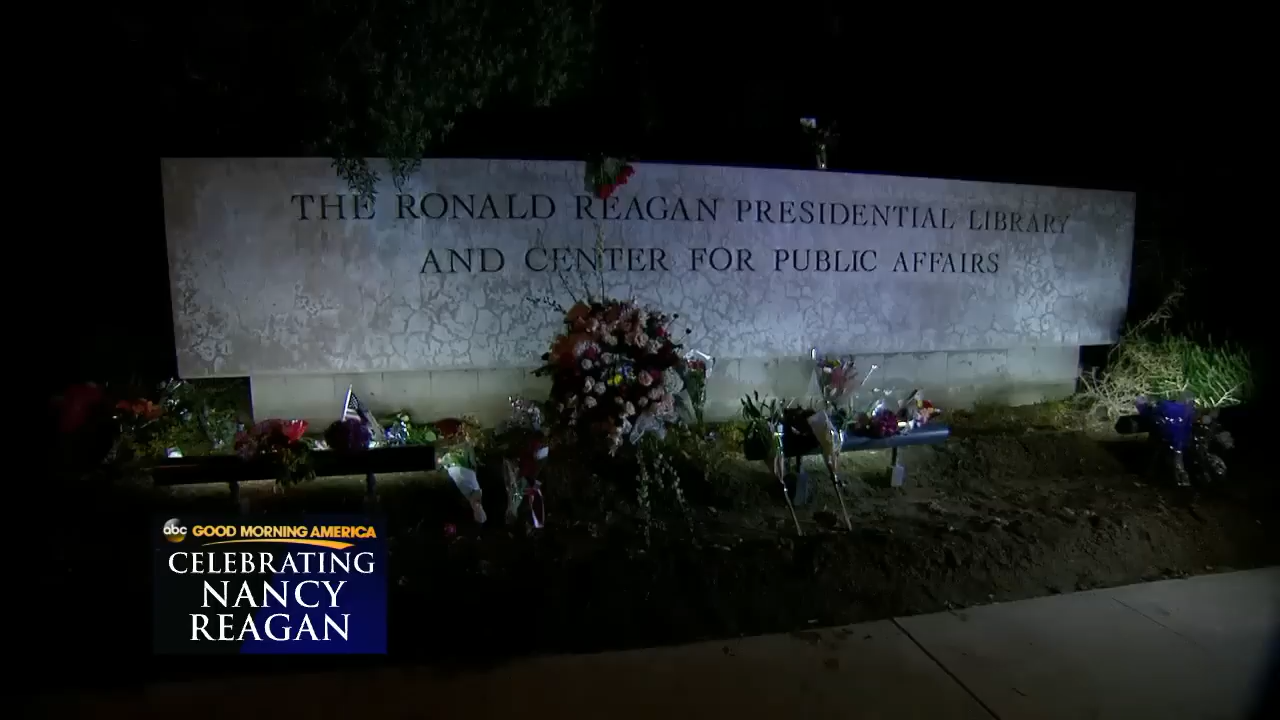 THE RONALD REAGAN PRESIDENTIAL LIBRARY
AND CENTER FOR PUBLIC AFFAIRS
abc GOOD MORNING AMERICA
CELEBRATING
NANCY
REAGAN